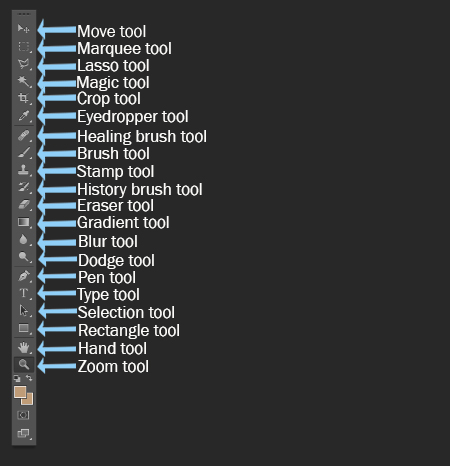 Move tool
Marquee tool
Lasso tool
Magic tool
Crop tool
Eyedropper tool
Healing brush tool
Brush tool
Stamp tool
History brush tool
Eraser tool
Gradient tool
Blur tool
Dodge tool
Pen tool
Type tool
Selection tool
Rectangle tool
Hand tool
Zoom tool